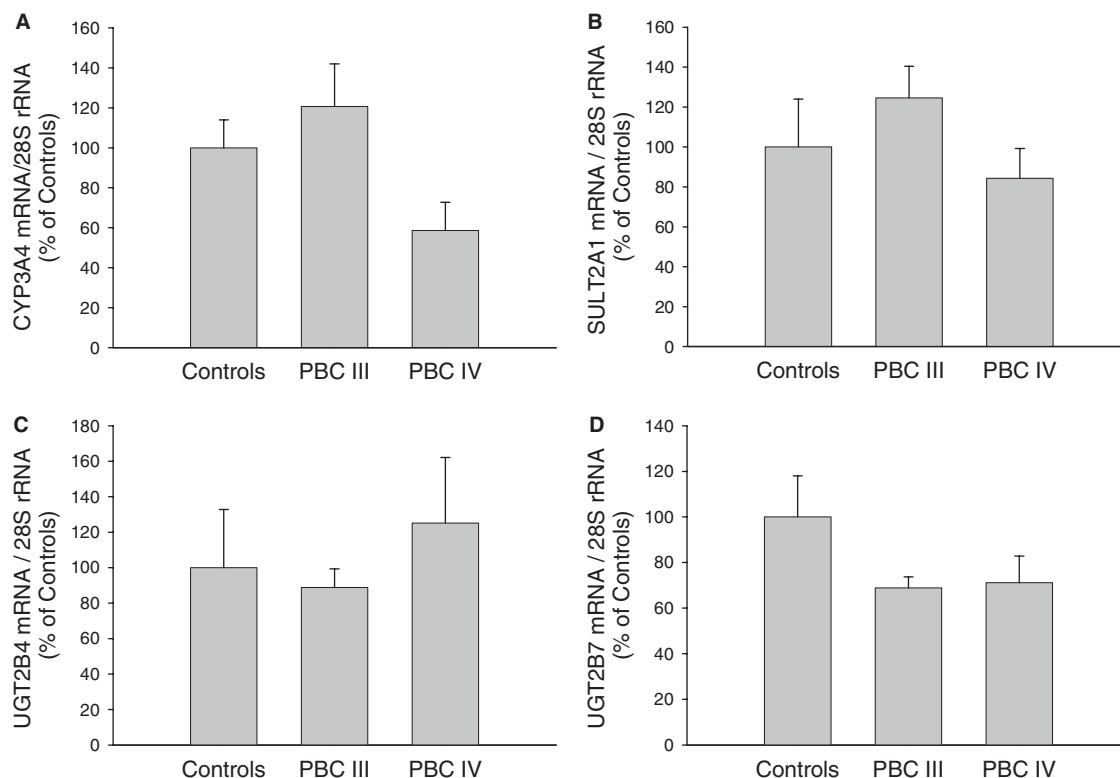 A
CYP3A4 mRNA/28S rRNA
(% of Controls)
160
140
120
100
80
60
40
20
0
Controls PBC III PBC IV
B
SULT2A1 mRNA / 28S rRNA
(% of Controls)
160
140
120
100
80
60
40
20
0
Controls PBC III PBC IV
C
UGT2B4 mRNA / 28S rRNA
(% of Controls)
180
160
140
120
100
80
60
40
20
0
Controls PBC III PBC IV
D
UGT2B7 mRNA / 28S rRNA
(% of Controls)
140
120
100
80
60
40
20
0
Controls PBC III PBC IV